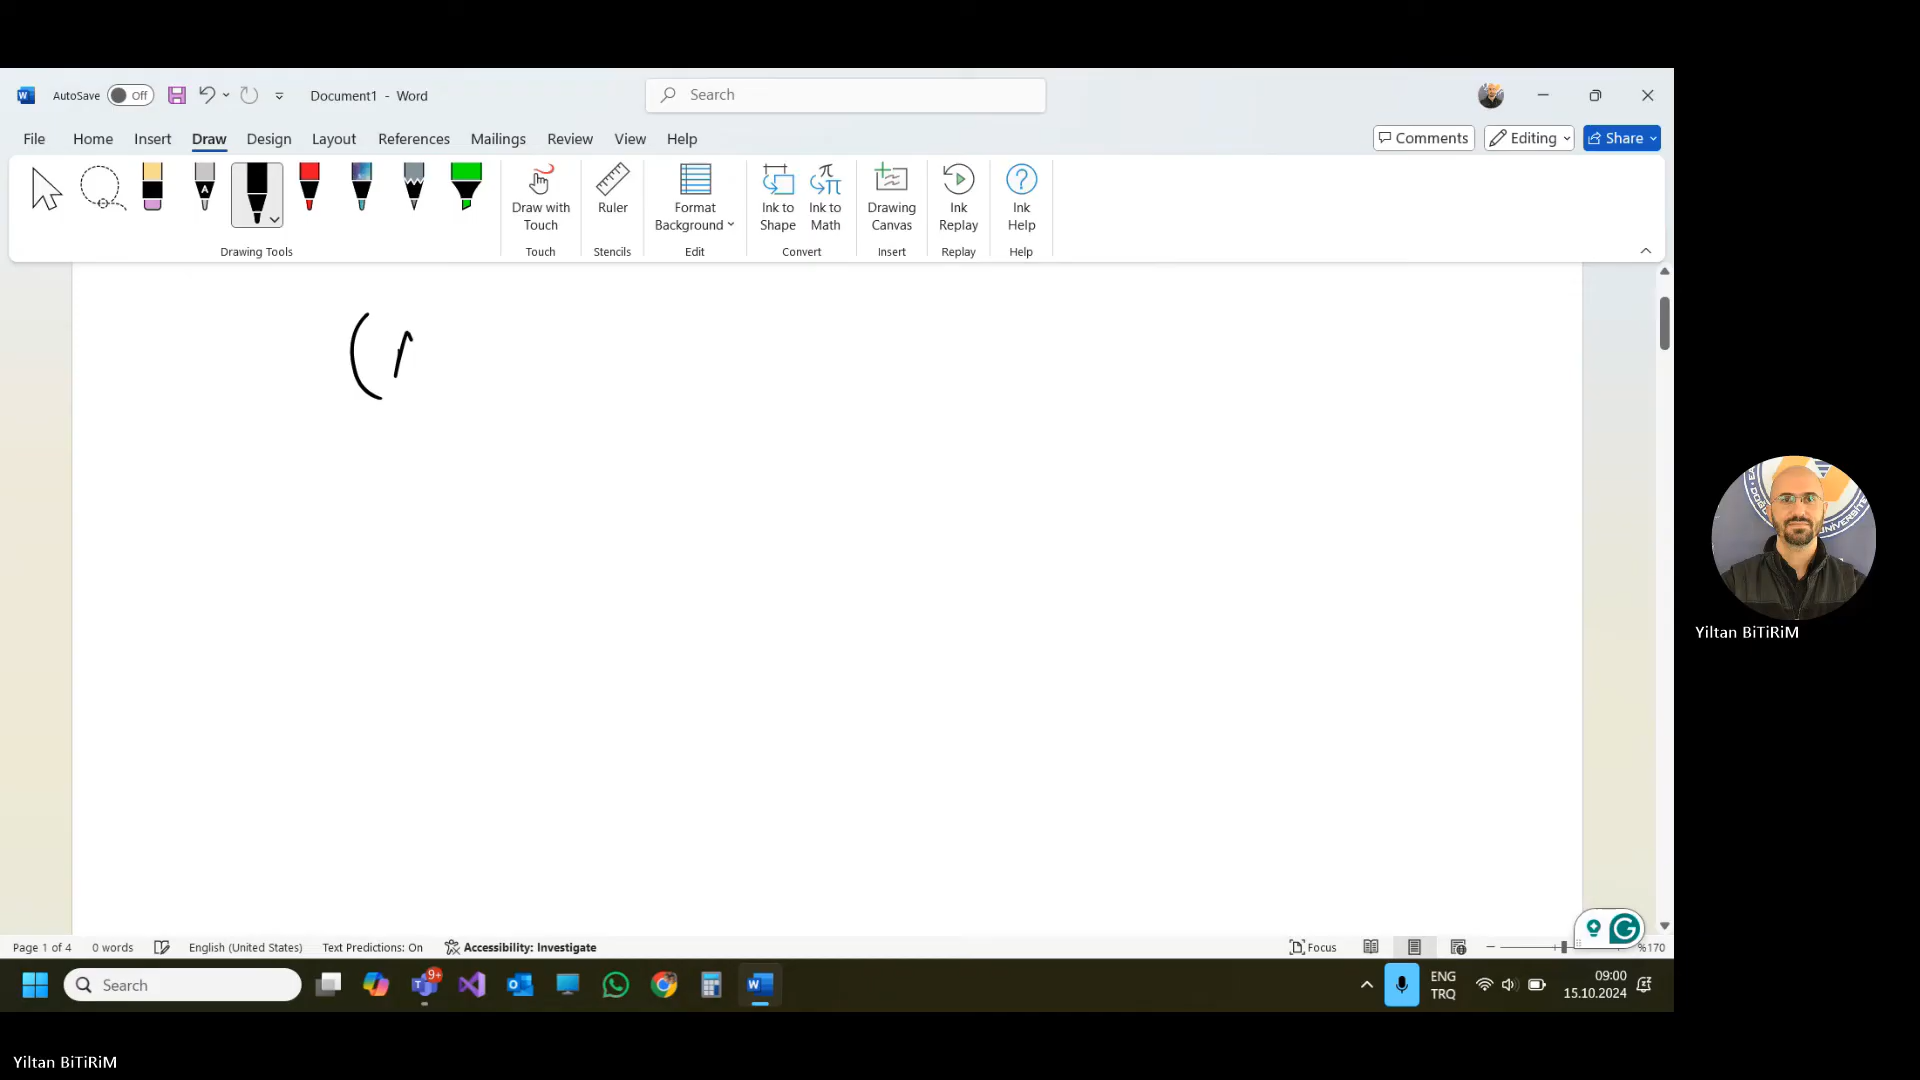 AutoSave Off Document1 - Word Search
File Home Insert Draw Design Layout References Mailings Review View Help Comments Editing Share
Draw with Touch
Ruler
Format Background
Ink to Shape
Ink to Math
Drawing Canvas
Ink Replay
Ink Help
Drawing Tools Touch Stencils Edit Convert Insert Replay Help
(
Yiltan BiTiRiM
Page 1 of 4 0 words English (United States) Text Predictions: On Accessibility: Investigate Focus %170
Search 9+ ENG TRQ 09:00 15.10.2024
Yiltan BiTiRiM